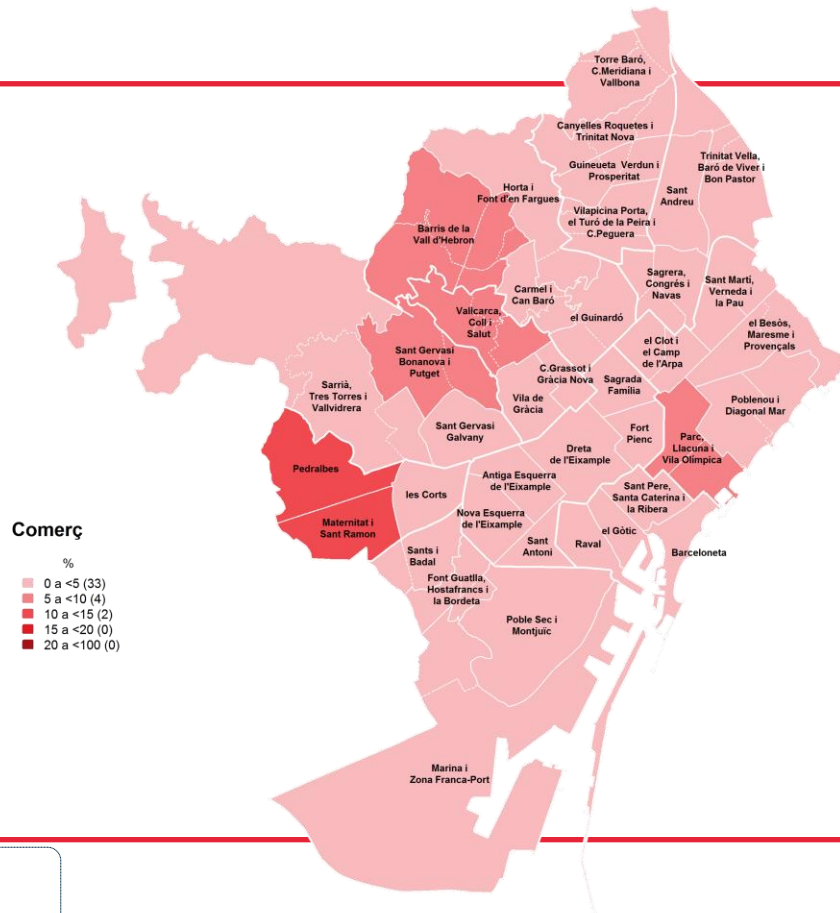 Torre Baró,
C.Meridiana i
Vallbona
Canyelles Roquetes i
Trinitat Nova
Guineueta Verdun i
Prosperitat
Trinitat Vella,
Baró de Viver i
Bon Pastor
Sant
Andreu
Horta i
Font d'en Fargues
Vilapicina Porta,
el Turó de la Peira i
C.Peguera
Barris de la
Vall d'Hebron
Carmel i
Can Baró
Sagrera,
Congrés i
Navas
Sant Martí,
Verneda i
la Pau
Vallcarca,
Coll i
Salut
el Guinardó
el Besòs,
Maresme i
Provençals
el Clot i
el Camp
de l'Arpa
Sant Gervasi
Bonanova i
Putget
C.Grassot i
Gràcia Nova
Sagrada
Família
Sarrià,
Tres Torres i
Vallvidrera
Vila de
Gràcia
Poblenou i
Diagonal Mar
Sant Gervasi
Galvany
Fort
Pienc
Parc,
Llacuna i
Vila Olímpica
Dreta
de l'Eixample
Pedralbes
Antiga Esquerra
de l'Eixample
Sant Pere,
Santa Caterina i
la Ribera
les Corts
Nova Esquerra
de l'Eixample
Maternitat i
Sant Ramon
el Gòtic
Sant
Antoni
Raval
Barceloneta
Sants i
Badal
Font Guatlla,
Hostafrancs i
la Bordeta
Poble Sec i
Montjuïc
Marina i
Zona Franca-Port
Comerç
%
0 a <5 (33)
5 a <10 (4)
10 a <15 (2)
15 a <20 (0)
20 a <100 (0)